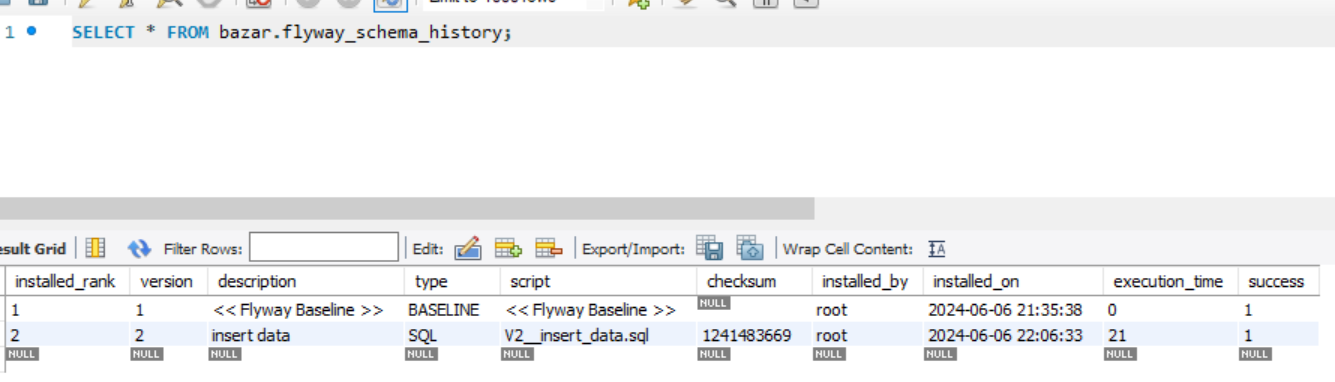 1 SELECT * FROM bazar.flyway_schema_history;
Result Grid Filter Rows: Edit: Export/Import: Wrap Cell Content: IA
installed_rank version description type script checksum installed_by installed_on execution_time success
1 1 << Flyway Baseline >> BASELINE << Flyway Baseline >> NULL root 2024-06-06 21:35:38 0 1
2 2 insert data SQL V2__insert_data.sql 1241483669 root 2024-06-06 22:06:33 21 1
NULL NULL NULL NULL NULL NULL NULL NULL NULL NULL